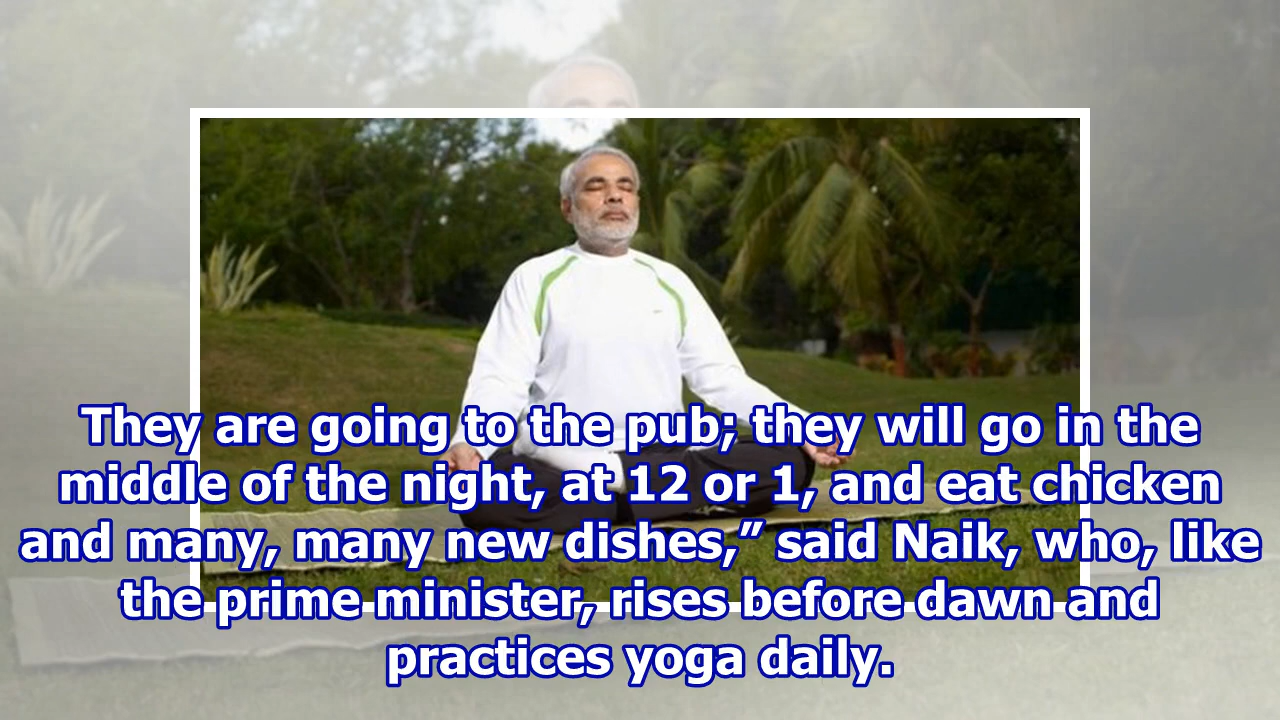 They are going to the pub; they will go in the
middle of the night, at 12 or 1, and eat chicken
and many, many new dishes,” said Naik, who, like
the prime minister, rises before dawn and
practices yoga daily.